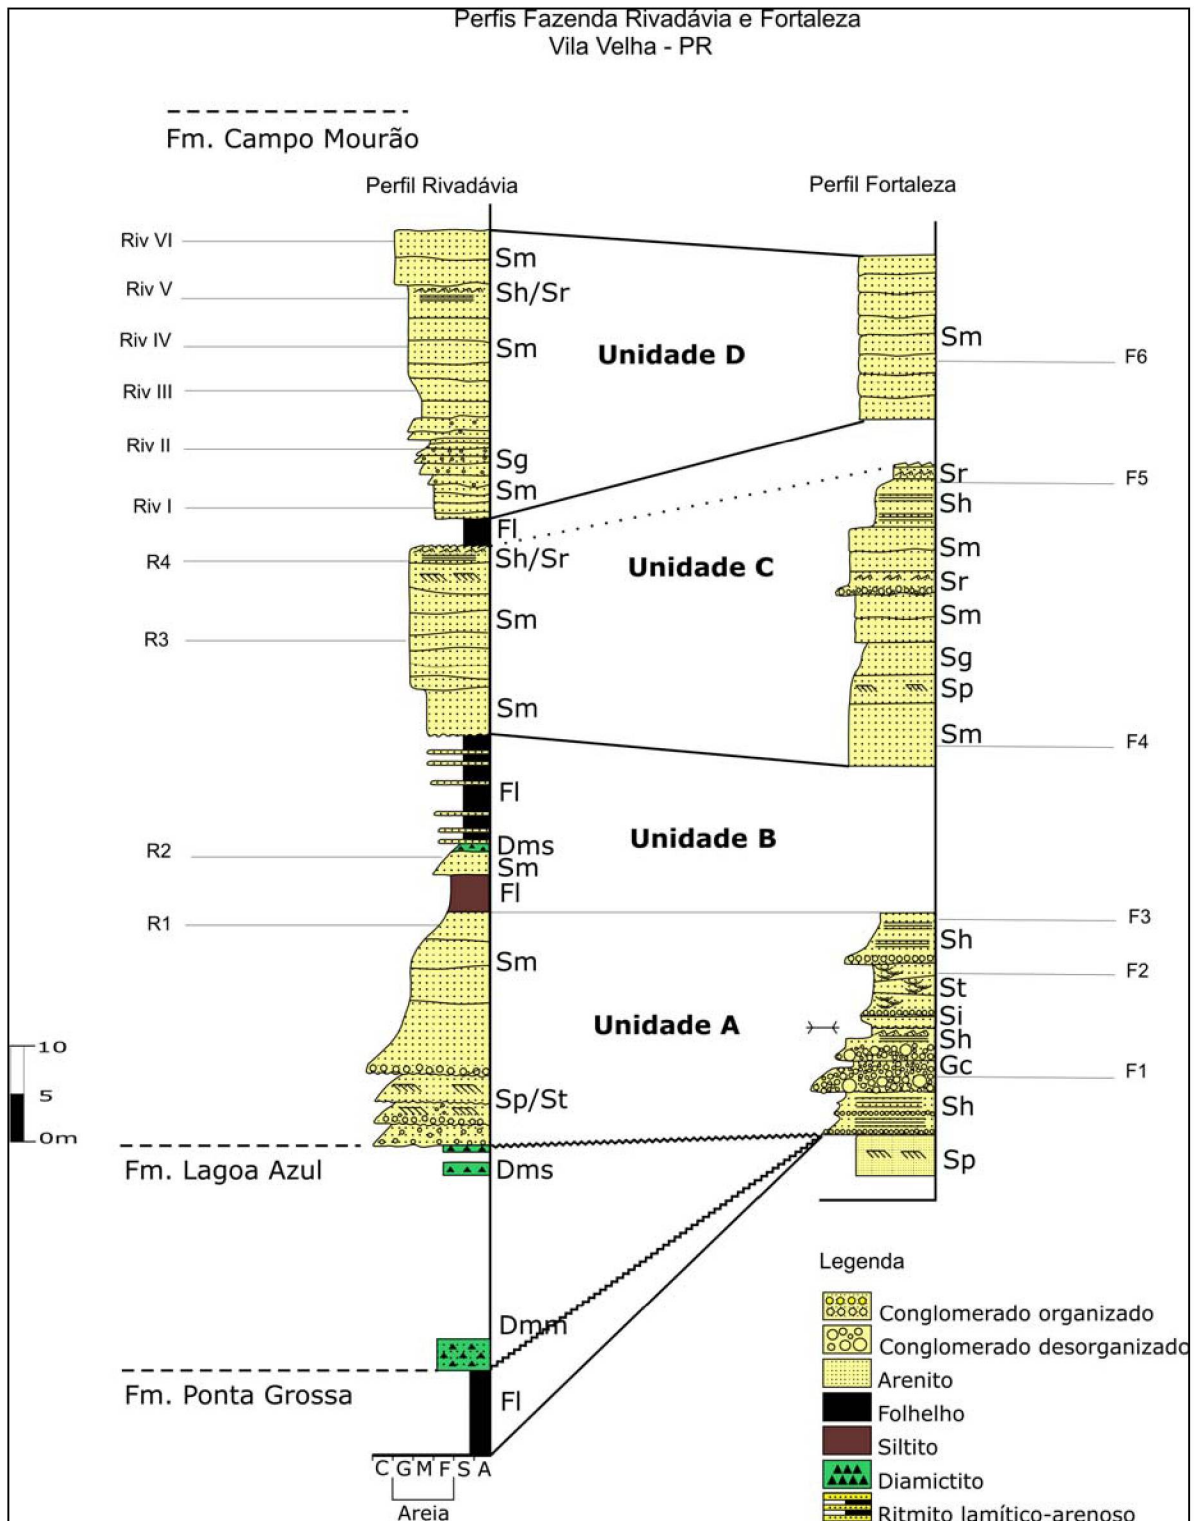 Perfis Fazenda Rivadávia e Fortaleza
Vila Velha - PR
Fm. Campo Mourão
Perfil Rivadávia
Perfil Fortaleza
Riv VI
Sm
Riv V
Sh/Sr
Riv IV
Sm
Unidade D
Sm
F6
Riv III
Riv II
Sg
Sm
Riv I
Fl
Sr
F5
Sh
R4
Sh/Sr
Unidade C
Sm
Sr
R3
Sm
Sm
Sg
Sp
Sm
Sm
F4
Fl
Unidade B
R2
Dms
Sm
Fl
R1
F3
Sm
Sh
F2
St
Unidade A
Si
Sh
10
Gc
F1
5
Sp/St
Sh
0m
Fm. Lagoa Azul
Dms
Sp
Legenda
Dmm
Conglomerado organizado
Conglomerado desorganizado
Fm. Ponta Grossa
Fl
Arenito
Folhelho
Siltito
C G M F S A
Diamictito
Areia
Ritmito lamítico-arenoso